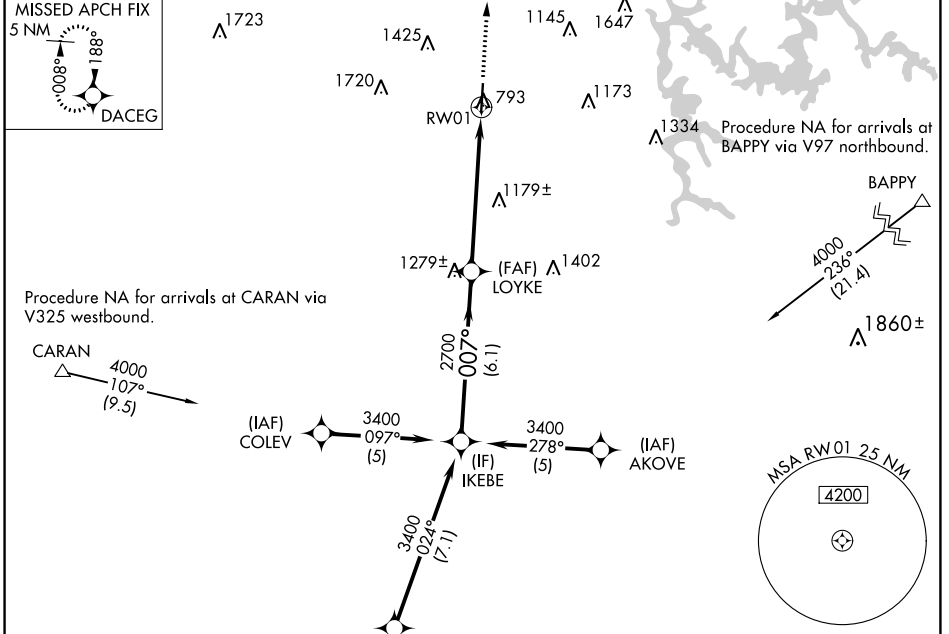 MISSED APCH FIX
5 NM
008°
188°
DACEG
1723
1425
1145
1647
1720
RW01
793
1173
1334
Procedure NA for arrivals at
BAPPY via V97 northbound.
BAPPY
4000
236°
(21.4)
1179±
1279±
(FAF)
LOYKE
1402
1860±
Procedure NA for arrivals at CARAN via
V325 westbound.
CARAN
4000
107°
(9.5)
2700
007°
(6.1)
(IAF)
COLEV
3400
097°
(5)
(IF)
IKEBE
3400
278°
(5)
(IAF)
AKOVE
3400
024°
(7.1)
MSA RW01 25 NM
4200